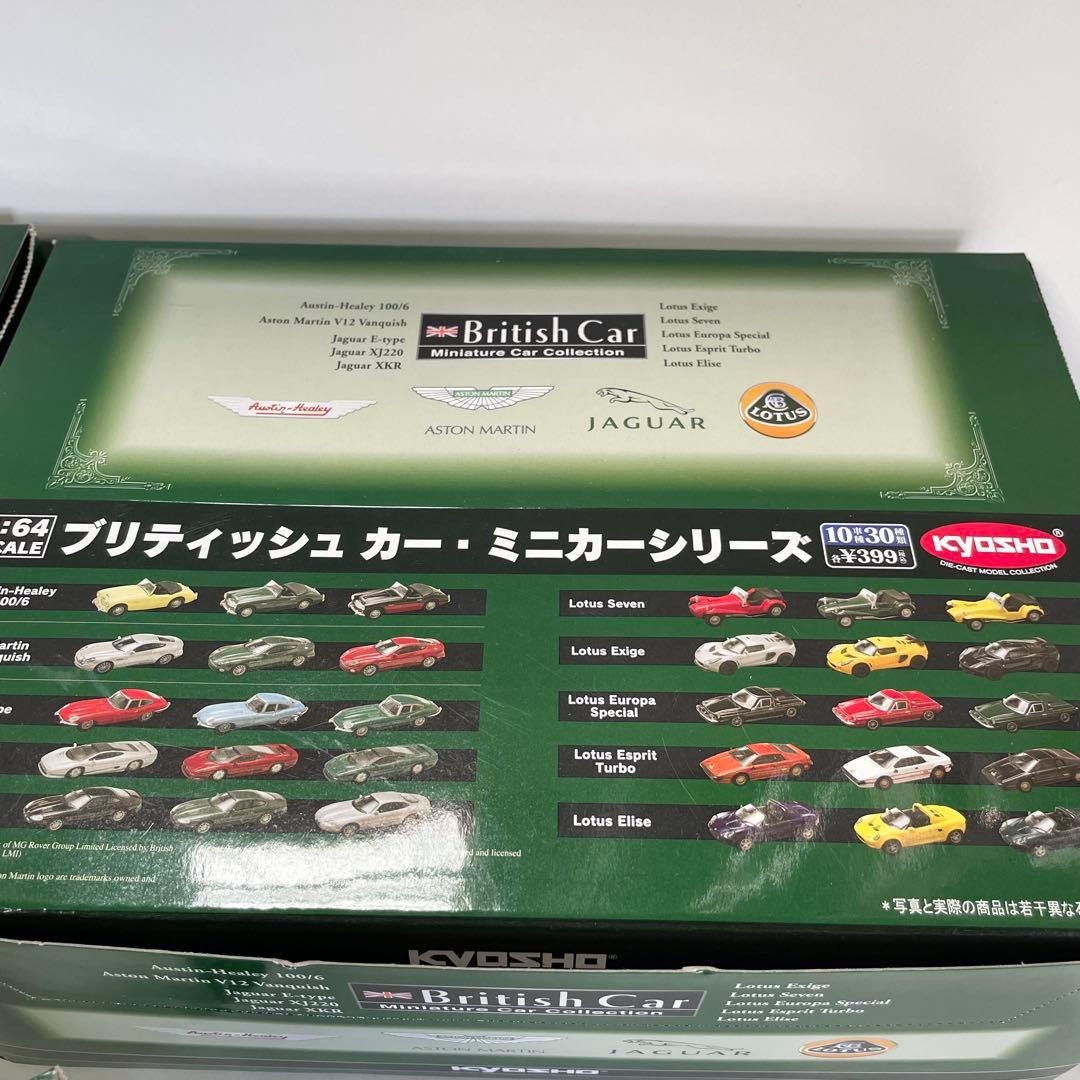 Austin-Healey 100/6
Aston Martin V12 Vanquish
Jaguar E-type
Jaguar XJ220
Jaguar XKR
British Car
Miniature Car Collection
Lotus Exige
Lotus Seven
Lotus Europa Special
Lotus Esprit Turbo
Lotus Elise
Austin-Healey
ASTON MARTIN
ASTON MARTIN
JAGUAR
LOTUS
:64
CALE
ブリティッシュ カー・ミニカーシリーズ
10車種30種類
各¥399(税込)
KYOSHO®
DIE-CAST MODEL COLLECTION
n-Healey
00/6
artin
quish
pe
Lotus Seven
Lotus Exige
Lotus Europa
Special
Lotus Esprit
Turbo
Lotus Elise
of MG Rover Group Limited Licensed by British
LMI)
d and licensed
on Martin logo are trademarks owned and
*写真と実際の商品は若干異な
KYOSHO®
Austin-Healey 100/6
Aston Martin V12 Vanquish
Jaguar E-type
Jaguar XJ220
Jaguar XKR
British Car
Miniature Car Collection
Lotus Exige
Lotus Seven
Lotus Europa Special
Lotus Esprit Turbo
Lotus Elise
Austin-Healey
ASTON MARTIN
JAGUAR
LOTUS
KYOSHO